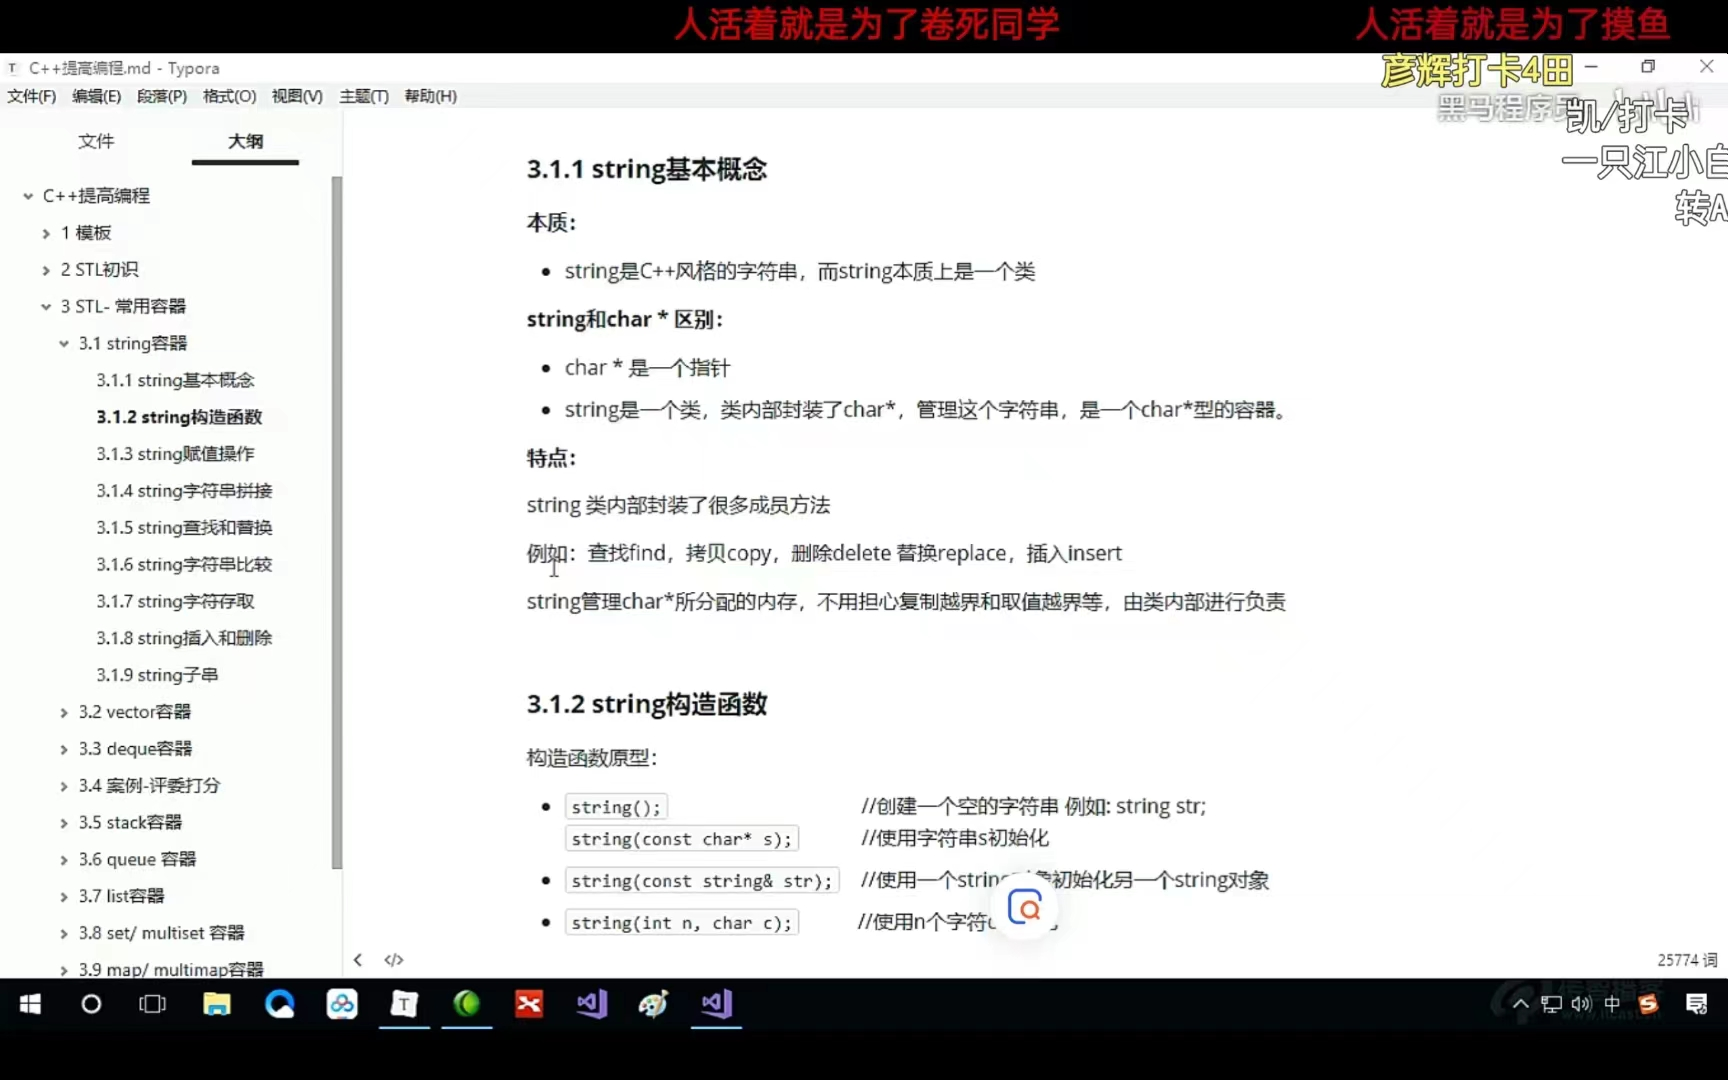 人活着就是为了卷死同学
人活着就是为了摸鱼
C++提高编程.md - Typora
彦辉打卡4田
文件(F) 编辑(E) 段落(P) 格式(O) 视图(V) 主题(T) 帮助(H)
黑马程序员
凯/打卡
一只江小白
转A
文件 大纲
C++提高编程
1 模板
2 STL初识
3 STL- 常用容器
3.1 string容器
3.1.1 string基本概念
3.1.2 string构造函数
3.1.3 string赋值操作
3.1.4 string字符串拼接
3.1.5 string查找和替换
3.1.6 string字符串比较
3.1.7 string字符存取
3.1.8 string插入和删除
3.1.9 string子串
3.2 vector容器
3.3 deque容器
3.4 案例-评委打分
3.5 stack容器
3.6 queue 容器
3.7 list容器
3.8 set/ multiset 容器
3.9 map/ multimap容器
3.1.1 string基本概念
本质：
string是C++风格的字符串，而string本质上是一个类
string和char * 区别：
char * 是一个指针
string是一个类，类内部封装了char*，管理这个字符串，是一个char*型的容器。
特点：
string 类内部封装了很多成员方法
例如：查找find，拷贝copy，删除delete 替换replace，插入insert
string管理char*所分配的内存，不用担心复制越界和取值越界等，由类内部进行负责
3.1.2 string构造函数
构造函数原型：
string(); //创建一个空的字符串 例如: string str;
string(const char* s); //使用字符串s初始化
string(const string& str); //使用一个string对象初始化另一个string对象
string(int n, char c); //使用n个字符c
25774 词
中